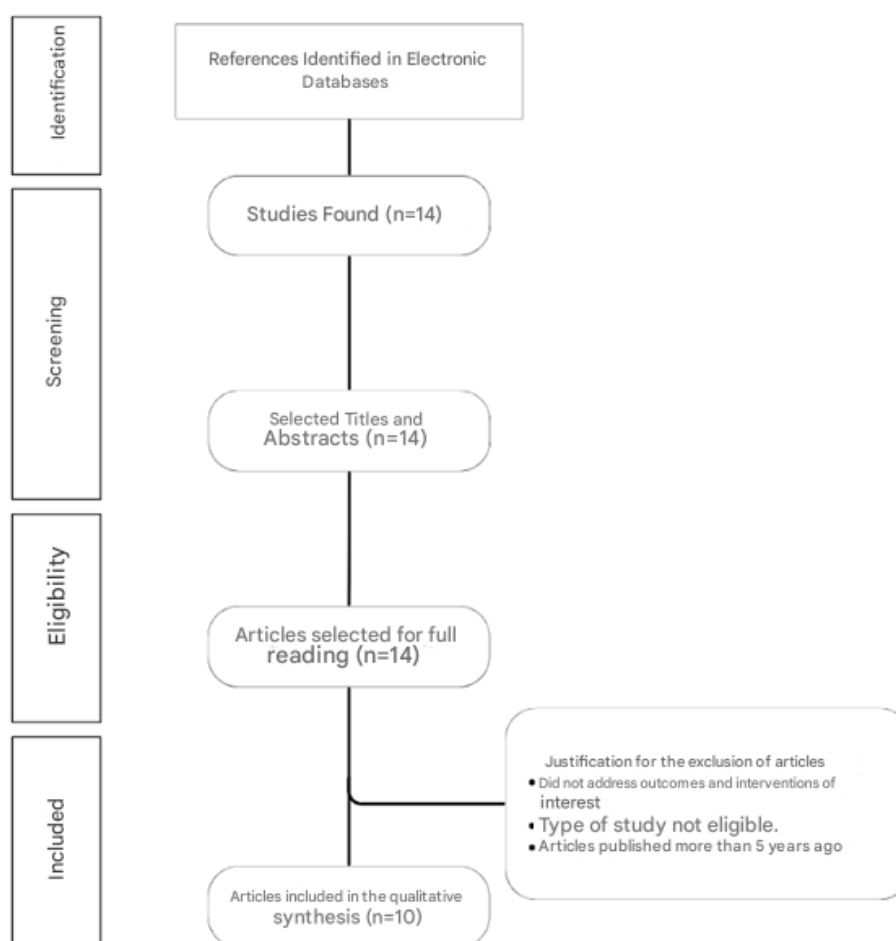 Identification
References Identified in Electronic
Databases
Screening
Studies Found (n=14)
Selected Titles and
Abstracts (n=14)
Eligibility
Articles selected for full
reading (n=14)
Included
Justification for the exclusion of articles
• Did not address outcomes and interventions of
interest
• Type of study not eligible.
• Articles published more than 5 years ago
Articles included in the qualitative
synthesis (n=10)